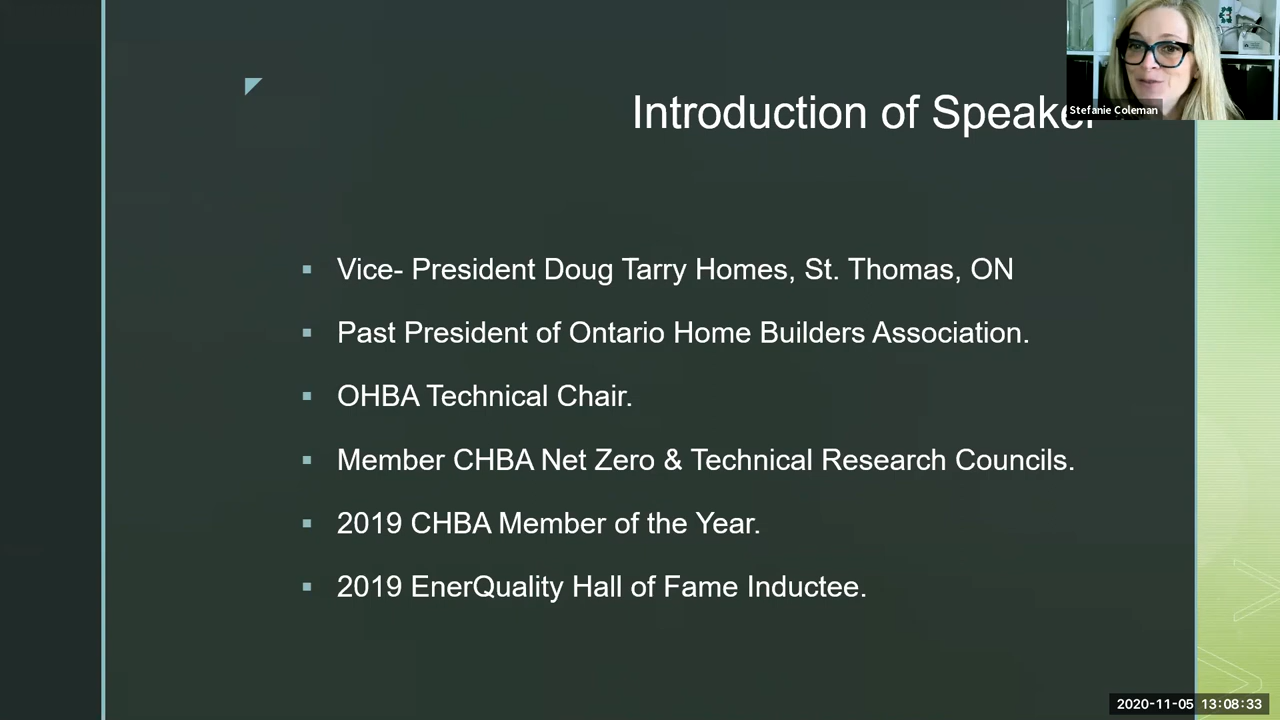 Introduction of Speaker
Stefanie Coleman
Vice- President Doug Tarry Homes, St. Thomas, ON
Past President of Ontario Home Builders Association.
OHBA Technical Chair.
Member CHBA Net Zero & Technical Research Councils.
2019 CHBA Member of the Year.
2019 EnerQuality Hall of Fame Inductee.
2020-11-05 13:08:33